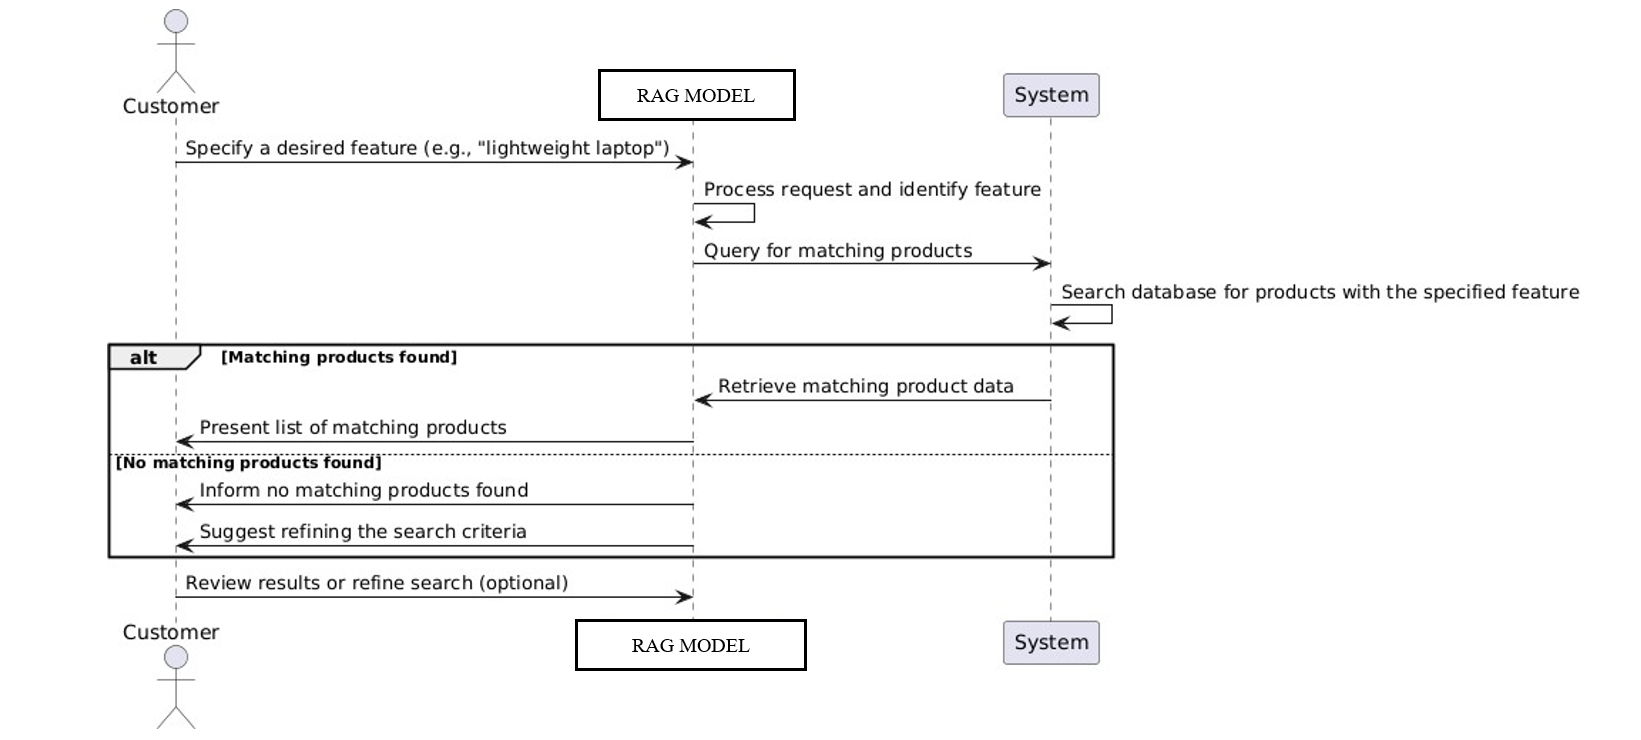 Customer
RAG MODEL
System
Specify a desired feature (e.g., "lightweight laptop")
Process request and identify feature
Query for matching products
Search database for products with the specified feature
alt
[Matching products found]
Retrieve matching product data
Present list of matching products
[No matching products found]
Inform no matching products found
Suggest refining the search criteria
Review results or refine search (optional)
Customer
RAG MODEL
System